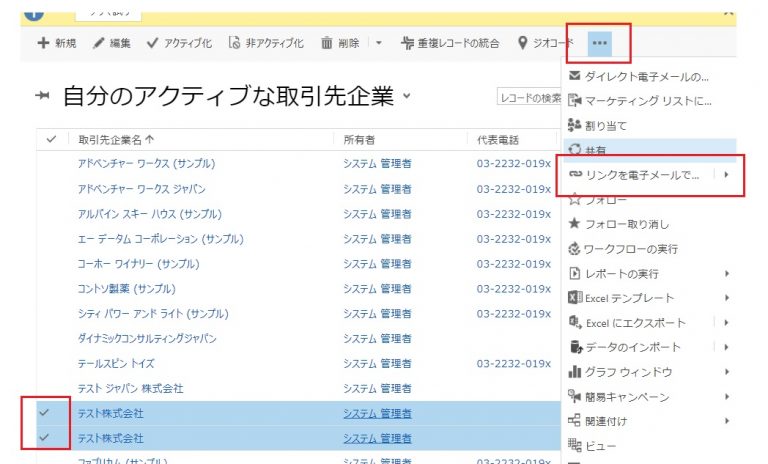 ＋ 新規 編集 アクティブ化 非アクティブ化 削除 重複レコードの統合 ジオコード •••
自分のアクティブな取引先企業
レコードの検索
取引先企業名 所有者 代表電話
アドベンチャー ワークス (サンプル) システム 管理者 03-2232-019x
アドベンチャー ワークス ジャパン システム 管理者 03-2232-019x
アルパイン スキー ハウス (サンプル) システム 管理者 03-2232-019x
エー データム コーポレーション (サンプル) システム 管理者 03-2232-019x
コーホー ワイナリー (サンプル) システム 管理者 03-2232-019x
コントソ製薬 (サンプル) システム 管理者 03-2232-019x
シティ パワー アンド ライト (サンプル) システム 管理者 03-2232-019x
ダイナミックコンサルティングジャパン システム 管理者
テールスピン トイズ システム 管理者 03-2232-019x
テスト ジャパン 株式会社 システム 管理者
テスト株式会社 システム 管理者
テスト株式会社 システム 管理者
ファブリカム (サンプル) システム 管理者 03-2232-019x
ダイレクト電子メールの...
マーケティング リストに...
割り当て
共有
リンクを電子メールで...
フォロー
フォロー取り消し
ワークフローの実行
レポートの実行
Excel テンプレート
Excel にエクスポート
データのインポート
グラフ ウィンドウ
簡易キャンペーン
関連付け
ビュー